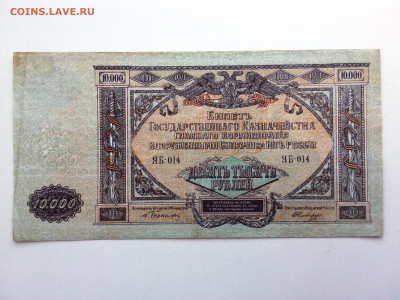 COINS.LAVE.RU
10.000 10.000
Билетъ
Государственнаго Казначейства
Главнаго Командования
Вооруженными Силами на Югѣ Россіи
ЯБ-014 ЯБ-014
ДЕСЯТЬ ТЫСЯЧЪ
РУБЛЕЙ
10.000